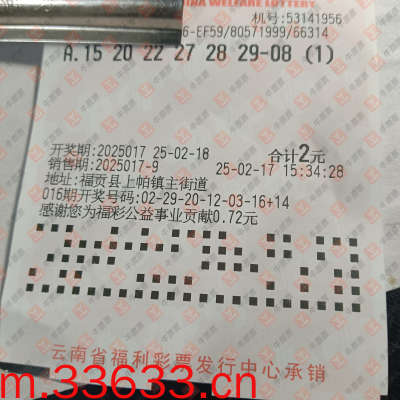 CHINA WELFARE LOTTERY
机号:53141956
6-EF59/80571999/66314
A.15 20 22 27 28 29-08 (1)
开奖期:2025017 25-02-18 合计2元
销售期:2025017-9 25-02-17 15:34:28
地址:福贡县上帕镇主街道
016期开奖号码:02-29-20-12-03-16+14
感谢您为福彩公益事业贡献0.72元
云南省福利彩票发行中心承销
m.33633.cn